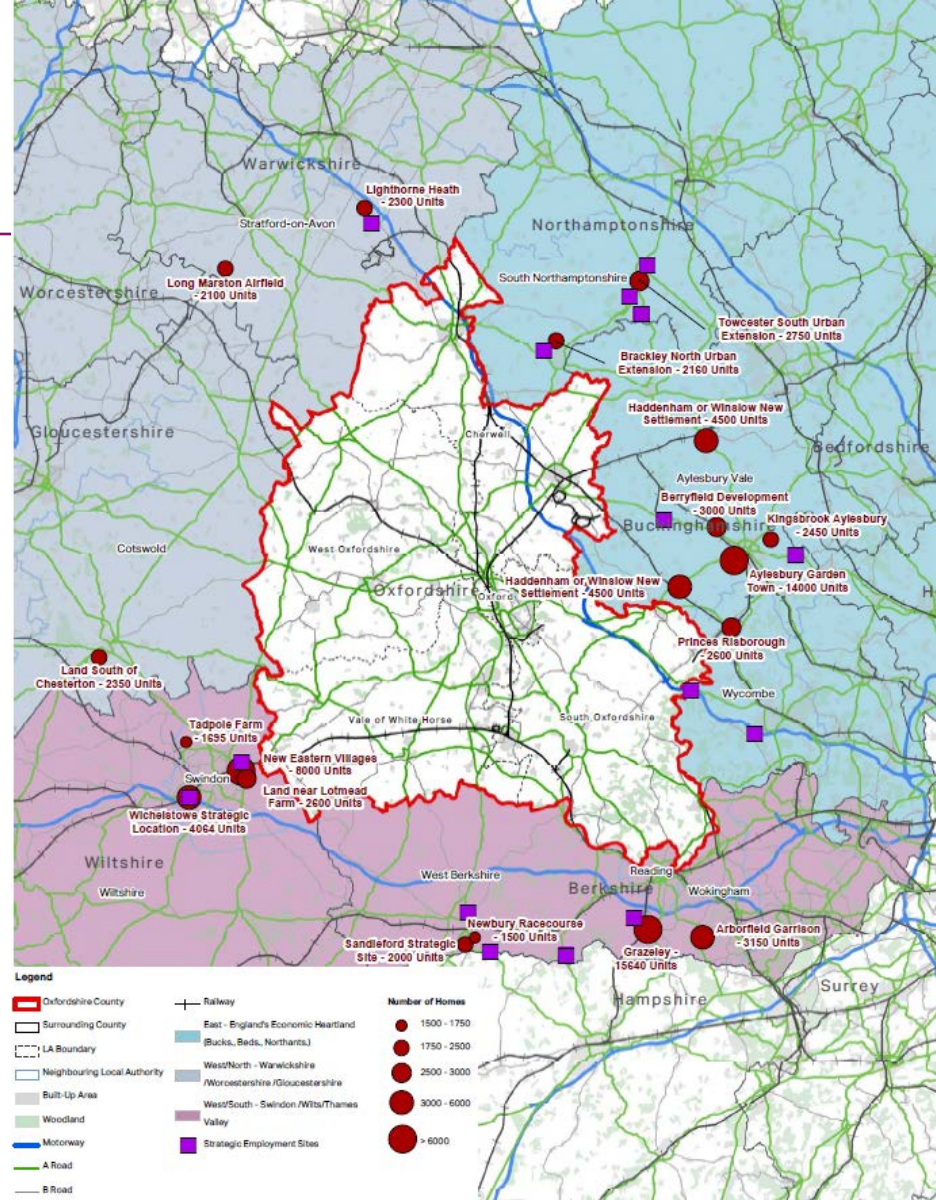 Warwickshire
Lighthorne Heath
- 2300 Units
Stratford-on-Avon
Northamptonshire
Long Marston Airfield
- 2100 Units
Worcestershire
South Northamptonshire
Towcester South Urban
Extension - 2750 Units
Brackley North Urban
Extension - 2160 Units
Haddenham or Winslow New
Settlement - 4500 Units
Gloucestershire
Cherwell
Bedfordshire
Aylesbury Vale
Berryfield Development
- 3000 Units
Kingsbrook Aylesbury
- 2450 Units
Buckinghamshire
Cotswold
West Oxfordshire
Oxfordshire
Oxford
Haddenham or Winslow New
Settlement - 4500 Units
Aylesbury Garden
Town - 14000 Units
H
Princes Risborough
- 2600 Units
Land South of
Chesterton - 2350 Units
Wycombe
Tadpole Farm
- 1695 Units
Vale of White Horse
South Oxfordshire
New Eastern Villages
- 8000 Units
Swindon
Land near Lotmead
Farm - 2600 Units
Wichelstowe Strategic
Location - 4064 Units
Wiltshire
Wiltshire
West Berkshire
Reading
Berkshire
Wokingham
Newbury Racecourse
- 1500 Units
Sandleford Strategic
Site - 2000 Units
Arborfield Garrison
- 3150 Units
Grazeley -
15640 Units
Hampshire
Surrey
Legend
Oxfordshire County
Surrounding County
LA Boundary
Neighbouring Local Authority
Built-Up Area
Woodland
Motorway
A Road
B Road
Railway
East - England's Economic Heartland
(Bucks., Beds., Northants.)
West/North - Warwickshire
/Worcestershire /Gloucestershire
West/South - Swindon /Wilts/Thames
Valley
Strategic Employment Sites
Number of Homes
1500 - 1750
1750 - 2500
2500 - 3000
3000 - 6000
> 6000